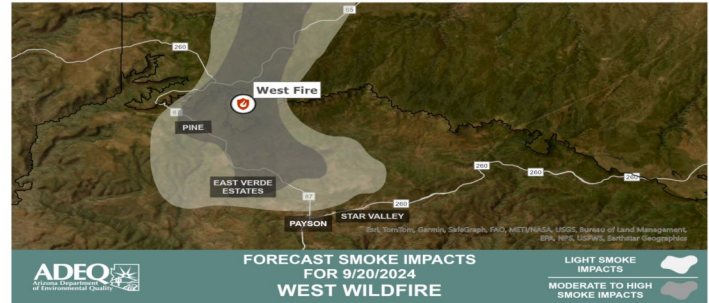 65
260
West Fire
87
PINE
EAST VERDE
ESTATES
260
260
260
87
260
PAYSON
STAR VALLEY
Esri, TomTom, Garmin, SafeGraph, FAO, METI/NASA, USGS, Bureau of Land Management,
EPA, NPS, USFWS, Earthstar Geographics
ADEQ
Arizona Department
of Environmental Quality
FORECAST SMOKE IMPACTS
FOR 9/20/2024
WEST WILDFIRE
LIGHT SMOKE
IMPACTS
MODERATE TO HIGH
SMOKE IMPACTS